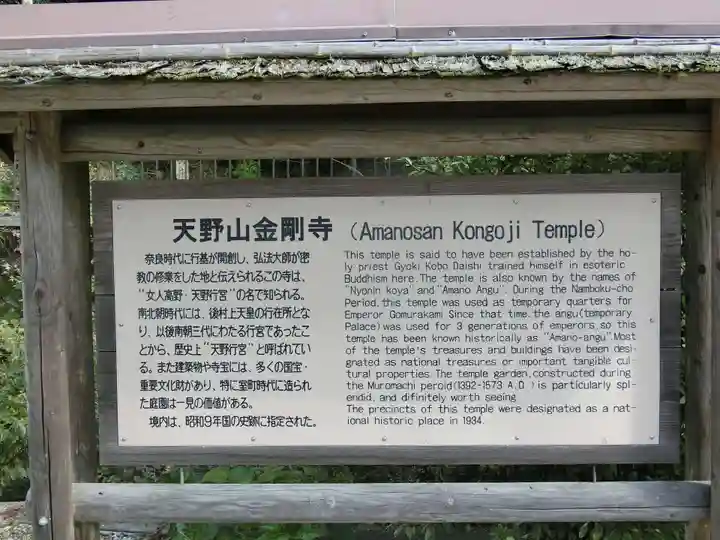 天野山金剛寺 (Amanosan Kongoji Temple)
奈良時代に行基が開創し、弘法大師が密
教の修業をした地と伝えられるこの寺は、
“女人高野・天野行宮”の名で知られる。
南北朝時代には、後村上天皇の行在所とな
り、以後南朝三代にわたる行宮であったこ
とから、歴史上“天野行宮”と呼ばれてい
る。また建築物や寺宝には、多くの国宝・
重要文化財があり、特に室町時代に造られ
た庭園は一見の価値がある。
境内は、昭和9年国の史跡に指定された。
This temple is said to have been established by the ho-
ly priest Gyoki Kobo Daishi trained himself in esoteric
Buddhism here. The temple is also known by the names of
"Nyonin koya" and "Amano Angu". During the Namboku-cho
Period, this temple was used as temporary quarters for
Emperor Gomurakami Since that time, the angu(temporary
Palace) was used for 3 generations of emperors, so this
temple has been known historically as "Amano-angu". Most
of the temple's treasures and buildings have been desi-
gnated as national treasures or important tangible cul-
tural properties. The temple garden, constructed during
the Muromachi peroid(1392-1573 A.D.) is particularly spl-
endid, and difinitely worth seeing
The precincts of this temple were designated as a nat-
ional historic place in 1934.